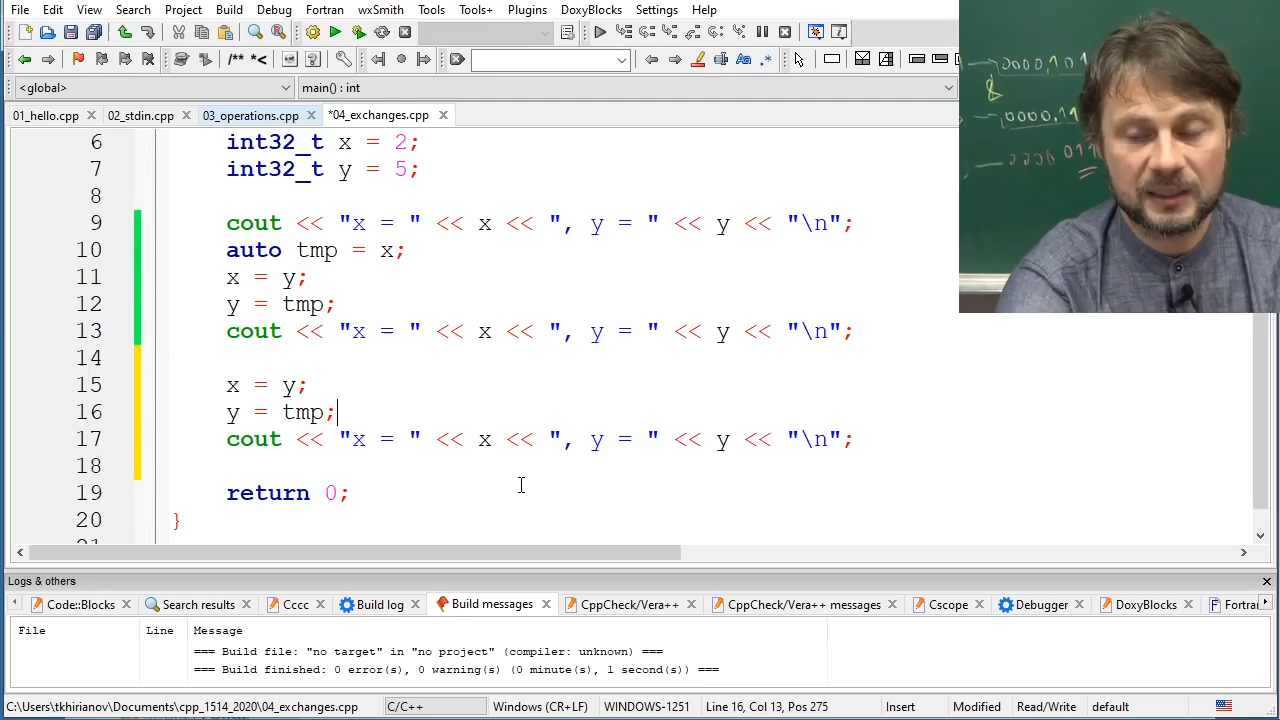 File Edit View Search Project Build Debug Fortran wxSmith Tools Tools+ Plugins DoxyBlocks Settings Help
/** *< Aa .*
<global> main() : int
01_hello.cpp 02_stdin.cpp 03_operations.cpp *04_exchanges.cpp
6 int32_t x = 2;
7 int32_t y = 5;
8
9 cout << "x = " << x << ", y = " << y << "\n";
10 auto tmp = x;
11 x = y;
12 y = tmp;
13 cout << "x = " << x << ", y = " << y << "\n";
14
15 x = y;
16 y = tmp;
17 cout << "x = " << x << ", y = " << y << "\n";
18
19 return 0;
20 }
Logs & others
Code::Blocks Search results Cccc Build log Build messages CppCheck/Vera++ CppCheck/Vera++ messages Cscope Debugger DoxyBlocks Fortra
File Line Message
=== Build file: "no target" in "no project" (compiler: unknown) ===
=== Build finished: 0 error(s), 0 warning(s) (0 minute(s), 1 second(s)) ===
C:\Users\tkhirianov\Documents\cpp_1514_2020\04_exchanges.cpp C/C++ Windows (CR+LF) WINDOWS-1251 Line 16, Col 13, Pos 275 Insert Modified Read/Write default